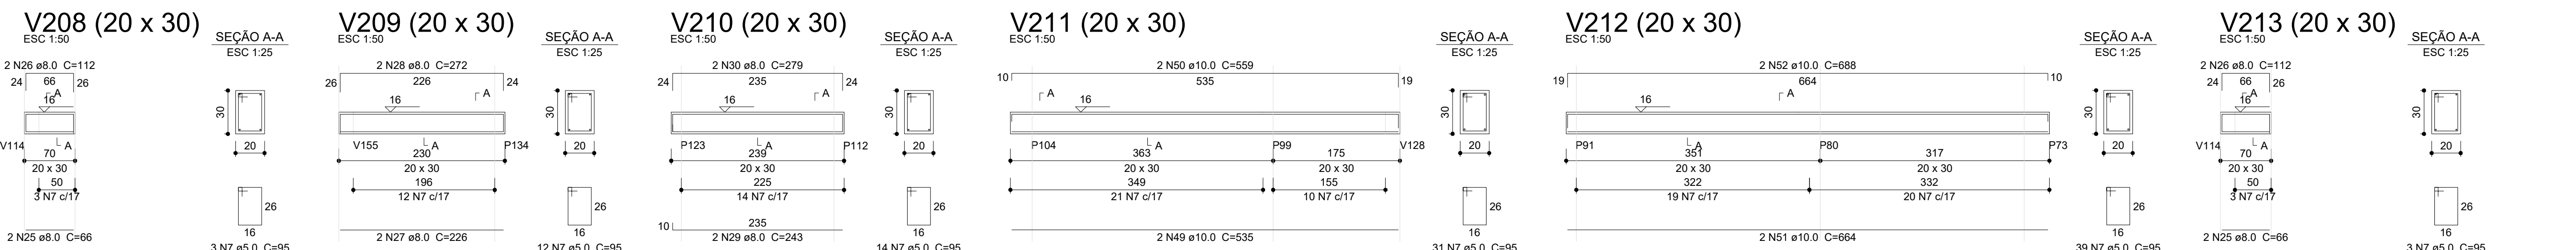 V208 (20 x 30)
ESC 1:50
SEÇÃO A-A
ESC 1:25
2 N26 ø8.0 C=112
24
66
26
A
16
30
20
V114
A
70
20 x 30
50
3 N7 c/17
26
16
2 N25 ø8.0 C=66
3 N7 ø5.0 C=95
V209 (20 x 30)
ESC 1:50
SEÇÃO A-A
ESC 1:25
2 N28 ø8.0 C=272
26
226
24
A
16
30
20
V155
A
P134
230
20 x 30
196
12 N7 c/17
26
16
2 N27 ø8.0 C=226
12 N7 ø5.0 C=95
V210 (20 x 30)
ESC 1:50
SEÇÃO A-A
ESC 1:25
2 N30 ø8.0 C=279
24
235
24
A
16
30
20
P123
A
P112
239
20 x 30
225
14 N7 c/17
26
16
10
235
2 N29 ø8.0 C=243
14 N7 ø5.0 C=95
V211 (20 x 30)
ESC 1:50
SEÇÃO A-A
ESC 1:25
2 N50 ø10.0 C=559
10
535
19
A
16
30
20
P104
A
P99
V128
363
175
20 x 30
20 x 30
349
155
21 N7 c/17
10 N7 c/17
26
16
2 N49 ø10.0 C=535
31 N7 ø5.0 C=95
V212 (20 x 30)
ESC 1:50
SEÇÃO A-A
ESC 1:25
2 N52 ø10.0 C=688
19
664
10
A
16
30
20
P91
A
P80
P73
351
317
20 x 30
20 x 30
322
332
19 N7 c/17
20 N7 c/17
26
16
2 N51 ø10.0 C=664
39 N7 ø5.0 C=95
V213 (20 x 30)
ESC 1:50
SEÇÃO A-A
ESC 1:25
2 N26 ø8.0 C=112
24
66
26
A
16
30
20
V114
A
70
20 x 30
50
3 N7 c/17
26
16
2 N25 ø8.0 C=66
3 N7 ø5.0 C=95